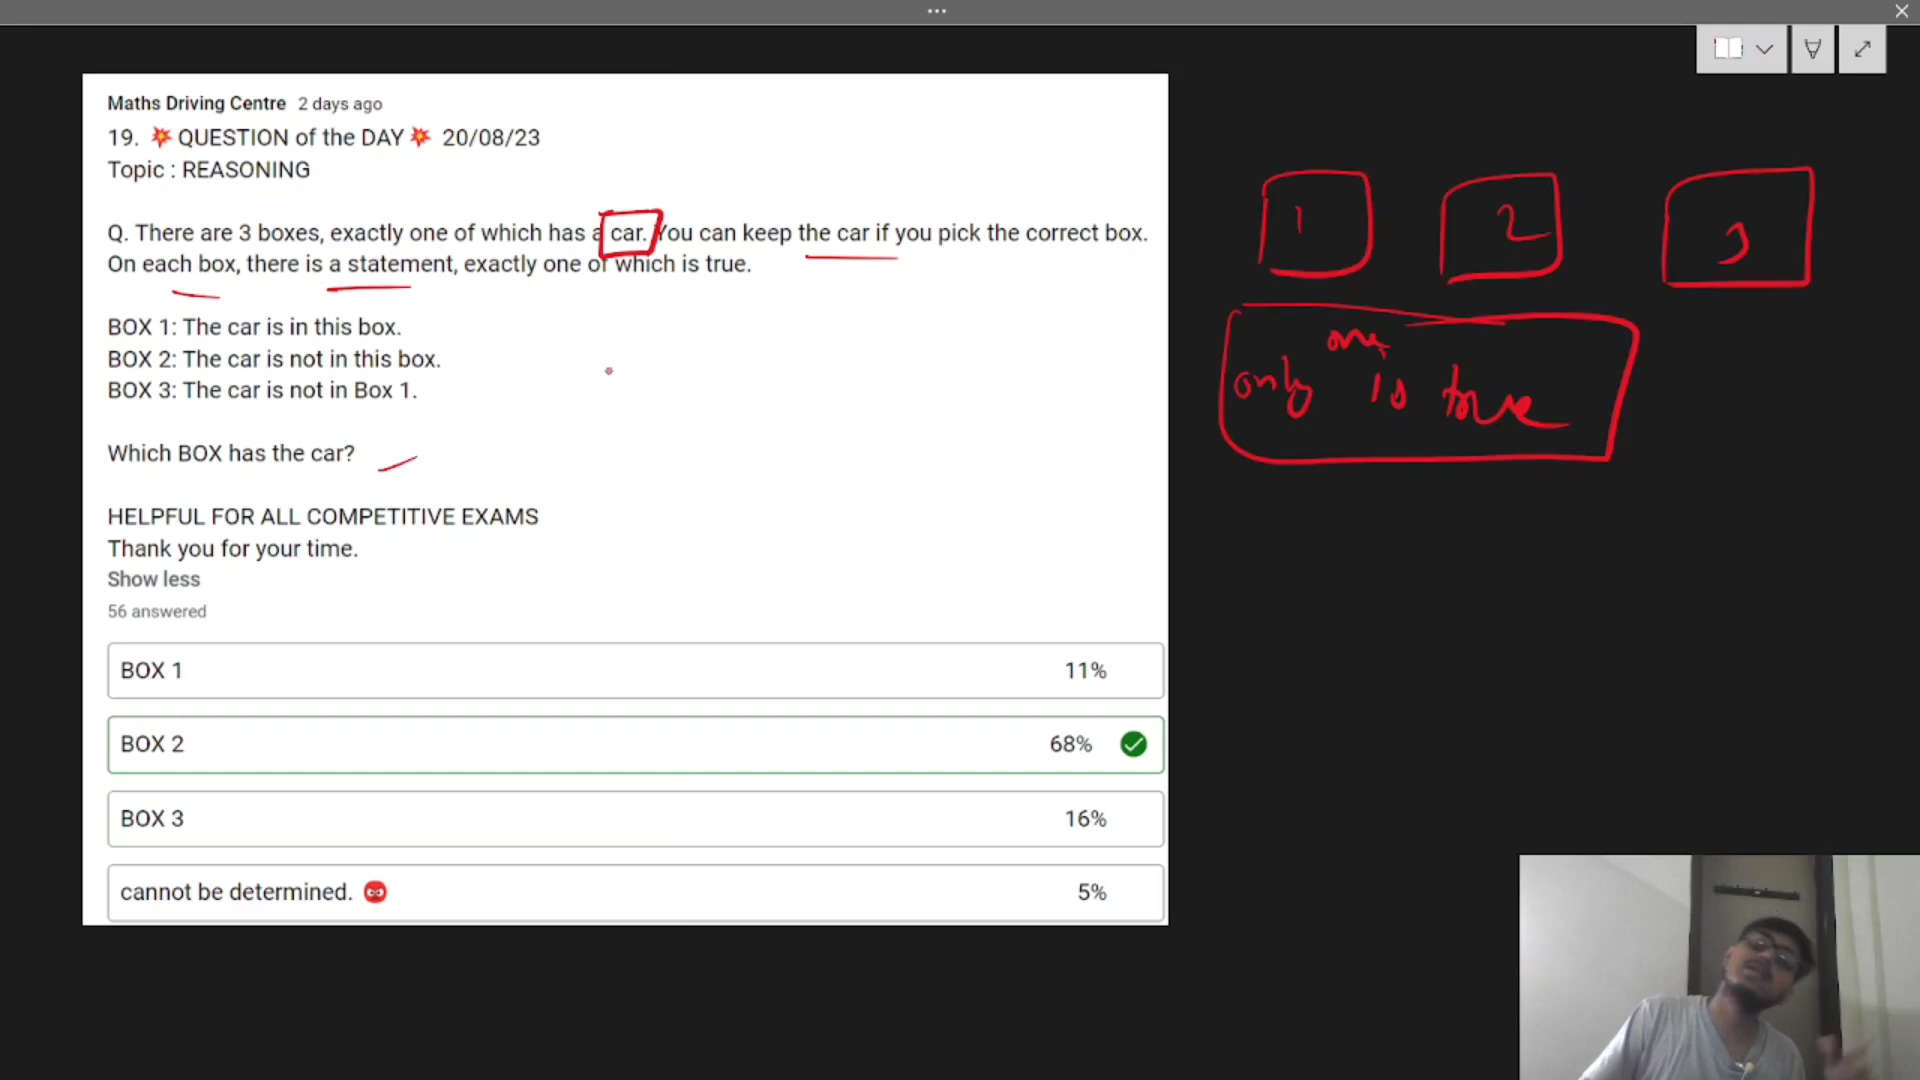 Maths Driving Centre 2 days ago
19. 💥 QUESTION of the DAY 💥 20/08/23
Topic : REASONING
Q. There are 3 boxes, exactly one of which has a car. You can keep the car if you pick the correct box.
On each box, there is a statement, exactly one of which is true.
BOX 1: The car is in this box.
BOX 2: The car is not in this box.
BOX 3: The car is not in Box 1.
Which BOX has the car?
HELPFUL FOR ALL COMPETITIVE EXAMS
Thank you for your time.
Show less
56 answered
BOX 1 11%
BOX 2 68%
BOX 3 16%
cannot be determined. 5%
1 2 3
one
only is true